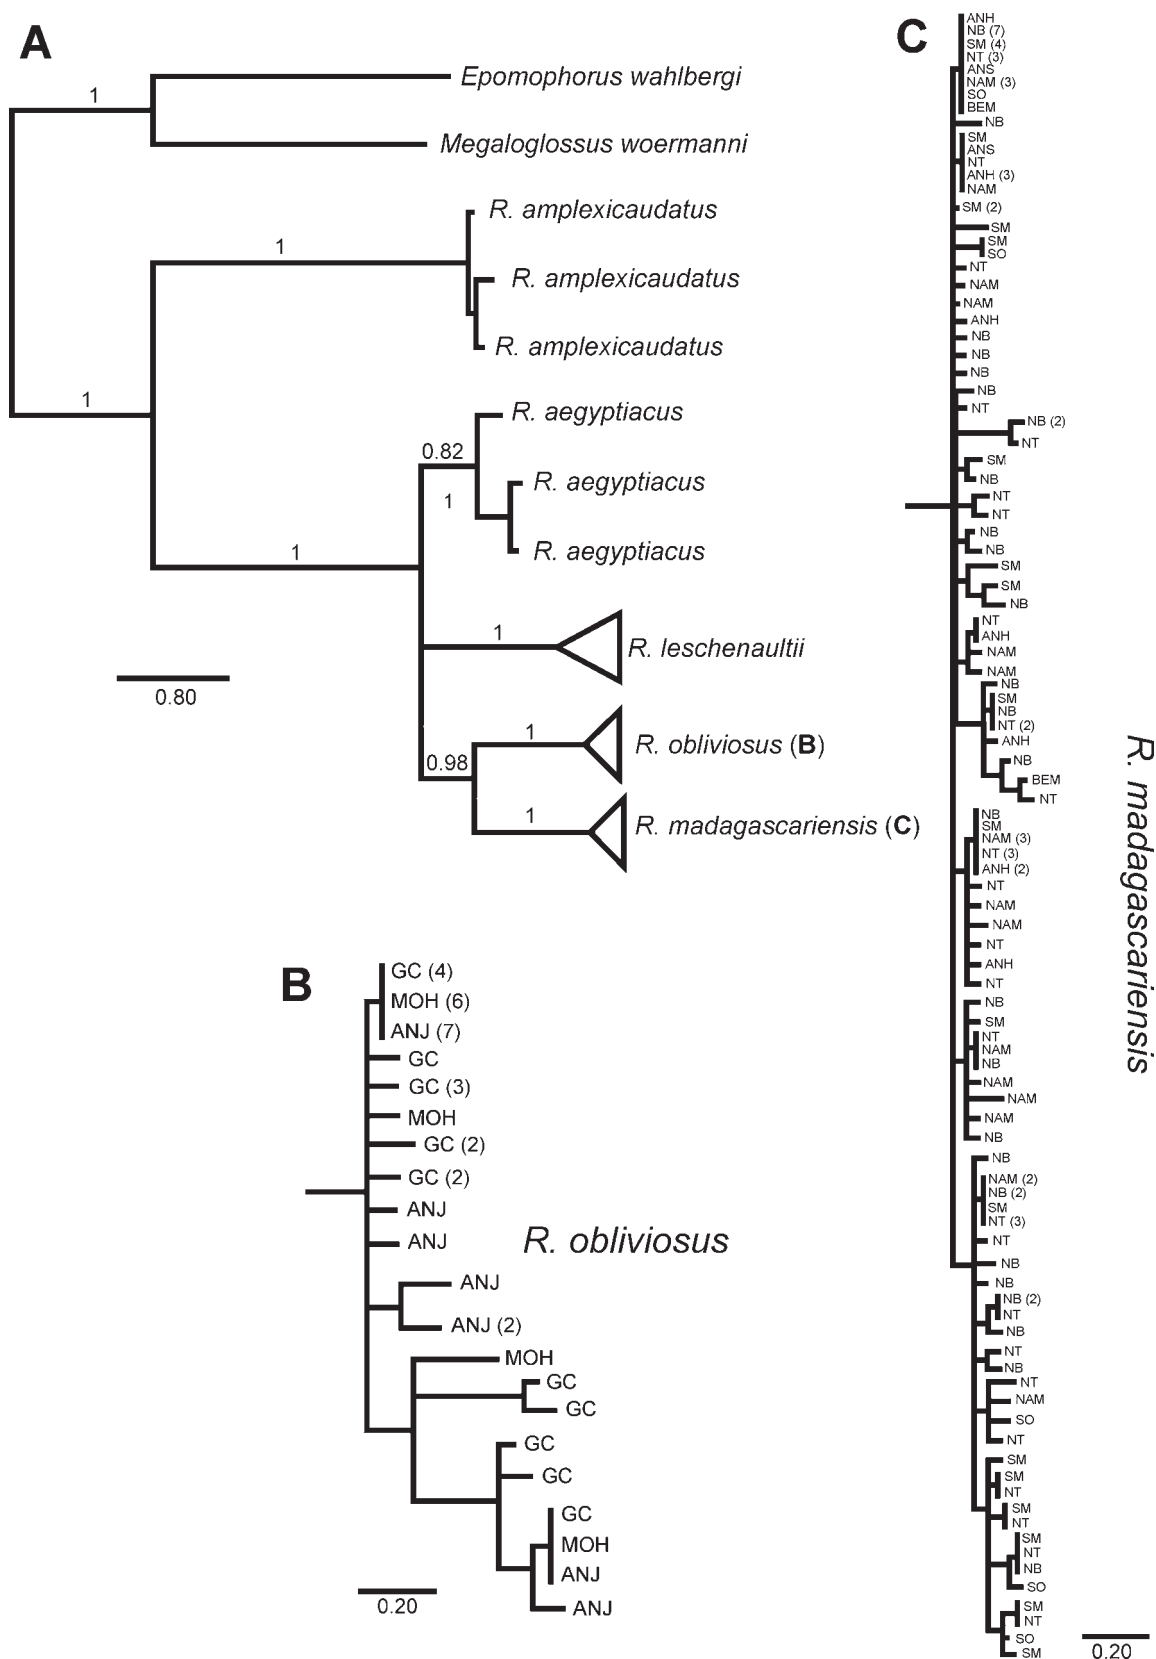 A
1
Epomophorus wahlbergi
Megaloglossus woermanni
R. amplexicaudatus
1
R. amplexicaudatus
R. amplexicaudatus
1
R. aegyptiacus
0.82
R. aegyptiacus
1
R. aegyptiacus
1
1
R. leschenaultii
0.80
1
R. obliviosus (B)
0.98
1
R. madagascariensis (C)
B
GC (4)
MOH (6)
ANJ (7)
GC
GC (3)
MOH
GC (2)
GC (2)
ANJ
ANJ
R. obliviosus
ANJ
ANJ (2)
MOH
GC
GC
GC
GC
GC
MOH
ANJ
ANJ
0.20
C
ANH
NB (7)
SM (4)
NT (3)
ANS
NAM (3)
SO
BEM
NB
SM
ANS
NT
ANH (3)
NAM
SM (2)
SM
SM
SO
NT
NAM
NAM
ANH
NB
NB
NB
NB
NT
NB (2)
NT
SM
NB
NT
NT
NB
NB
SM
SM
NB
NT
ANH
NAM
NAM
NB
SM
NB
NT (2)
ANH
NB
BEM
NT
NB
SM
NAM (3)
NT (3)
ANH (2)
NT
NAM
NAM
NT
ANH
NT
NB
SM
NT
NAM
NB
NAM
NAM
NAM
NB
NB
NAM (2)
NB (2)
SM
NT (3)
NT
NB
NB
NB (2)
NT
NB
NT
NB
NT
NAM
SO
NT
SM
SM
NT
SM
NT
SM
NT
NB
SO
SM
NT
SO
SM
R. madagascariensis
0.20